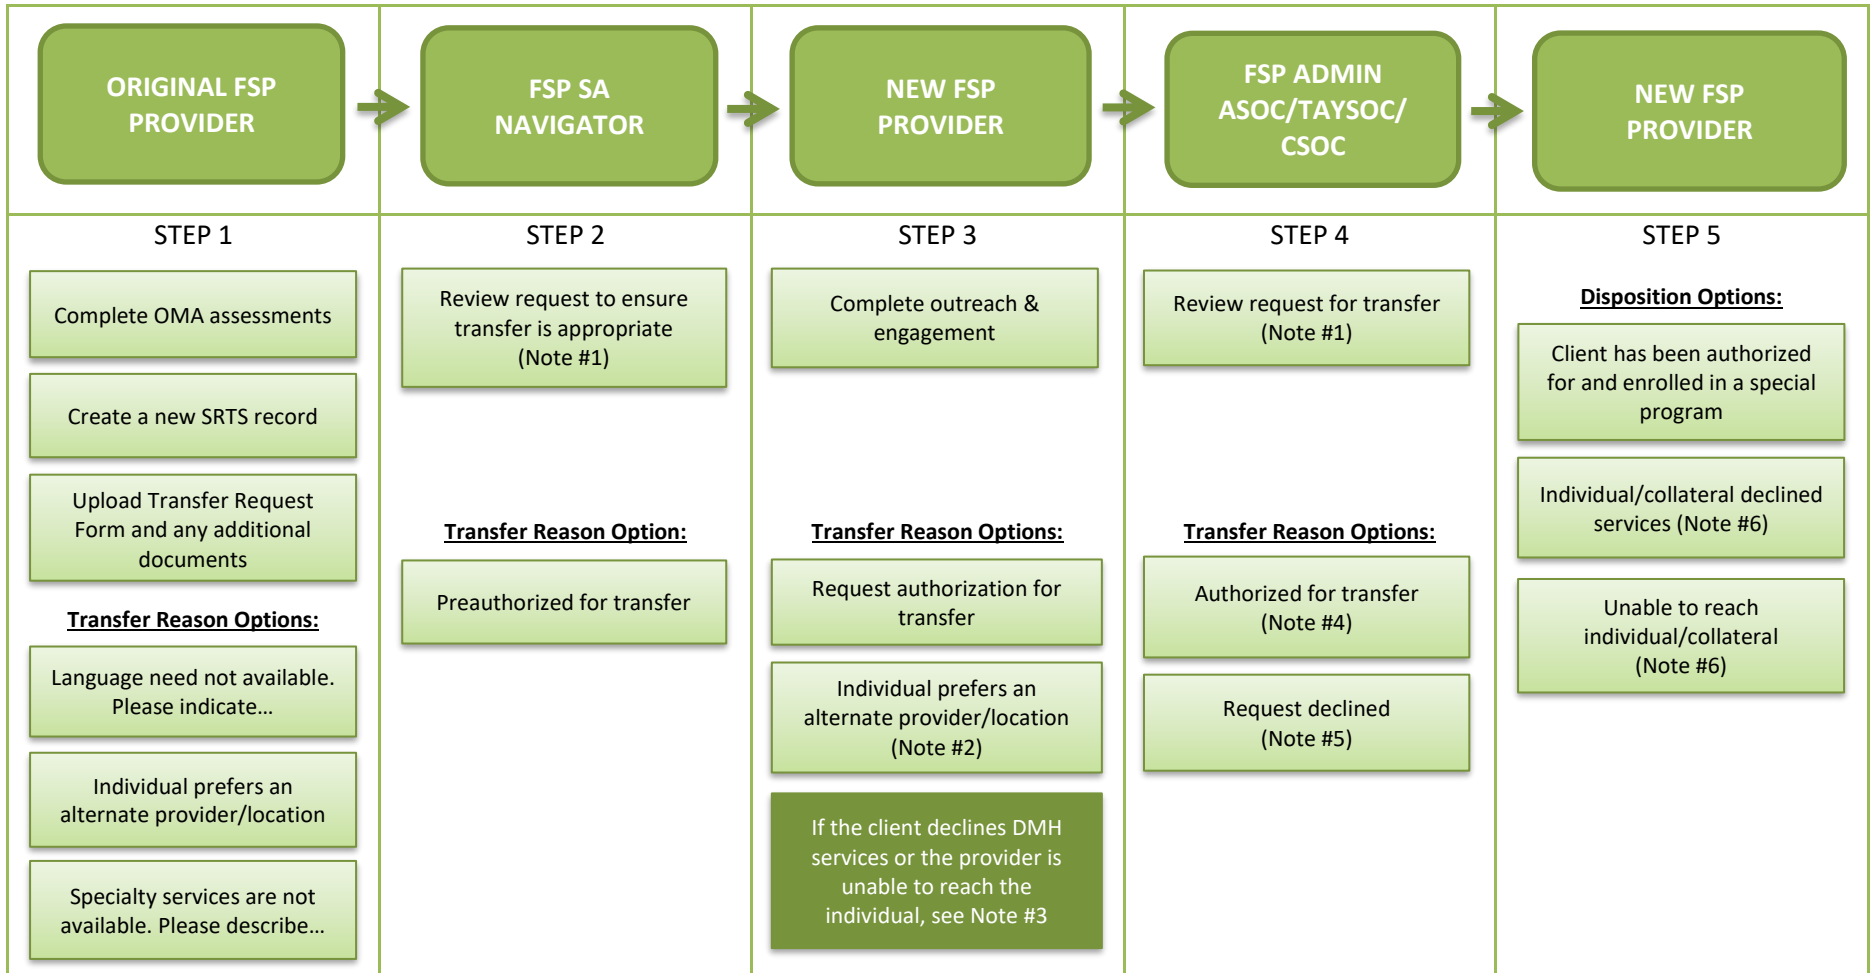 ORIGINAL FSP
PROVIDER
FSP SA
NAVIGATOR
NEW FSP
PROVIDER
FSP ADMIN
ASOC/TAYSOC/
CSOC
NEW FSP
PROVIDER
STEP 1
Complete OMA assessments
Create a new SRTS record
Upload Transfer Request
Form and any additional
documents
Transfer Reason Options:
Language need not available.
Please indicate…
Individual prefers an
alternate provider/location
Specialty services are not
available. Please describe…
STEP 2
Review request to ensure
transfer is appropriate
(Note #1)
Transfer Reason Option:
Preauthorized for transfer
STEP 3
Complete outreach &
engagement
Transfer Reason Options:
Request authorization for
transfer
Individual prefers an
alternate provider/location
(Note #2)
If the client declines DMH
services or the provider is
unable to reach the
individual, see Note #3
STEP 4
Review request for transfer
(Note #1)
Transfer Reason Options:
Authorized for transfer
(Note #4)
Request declined
(Note #5)
STEP 5
Disposition Options:
Client has been authorized
for and enrolled in a special
program
Individual/collateral declined
services (Note #6)
Unable to reach
individual/collateral
(Note #6)